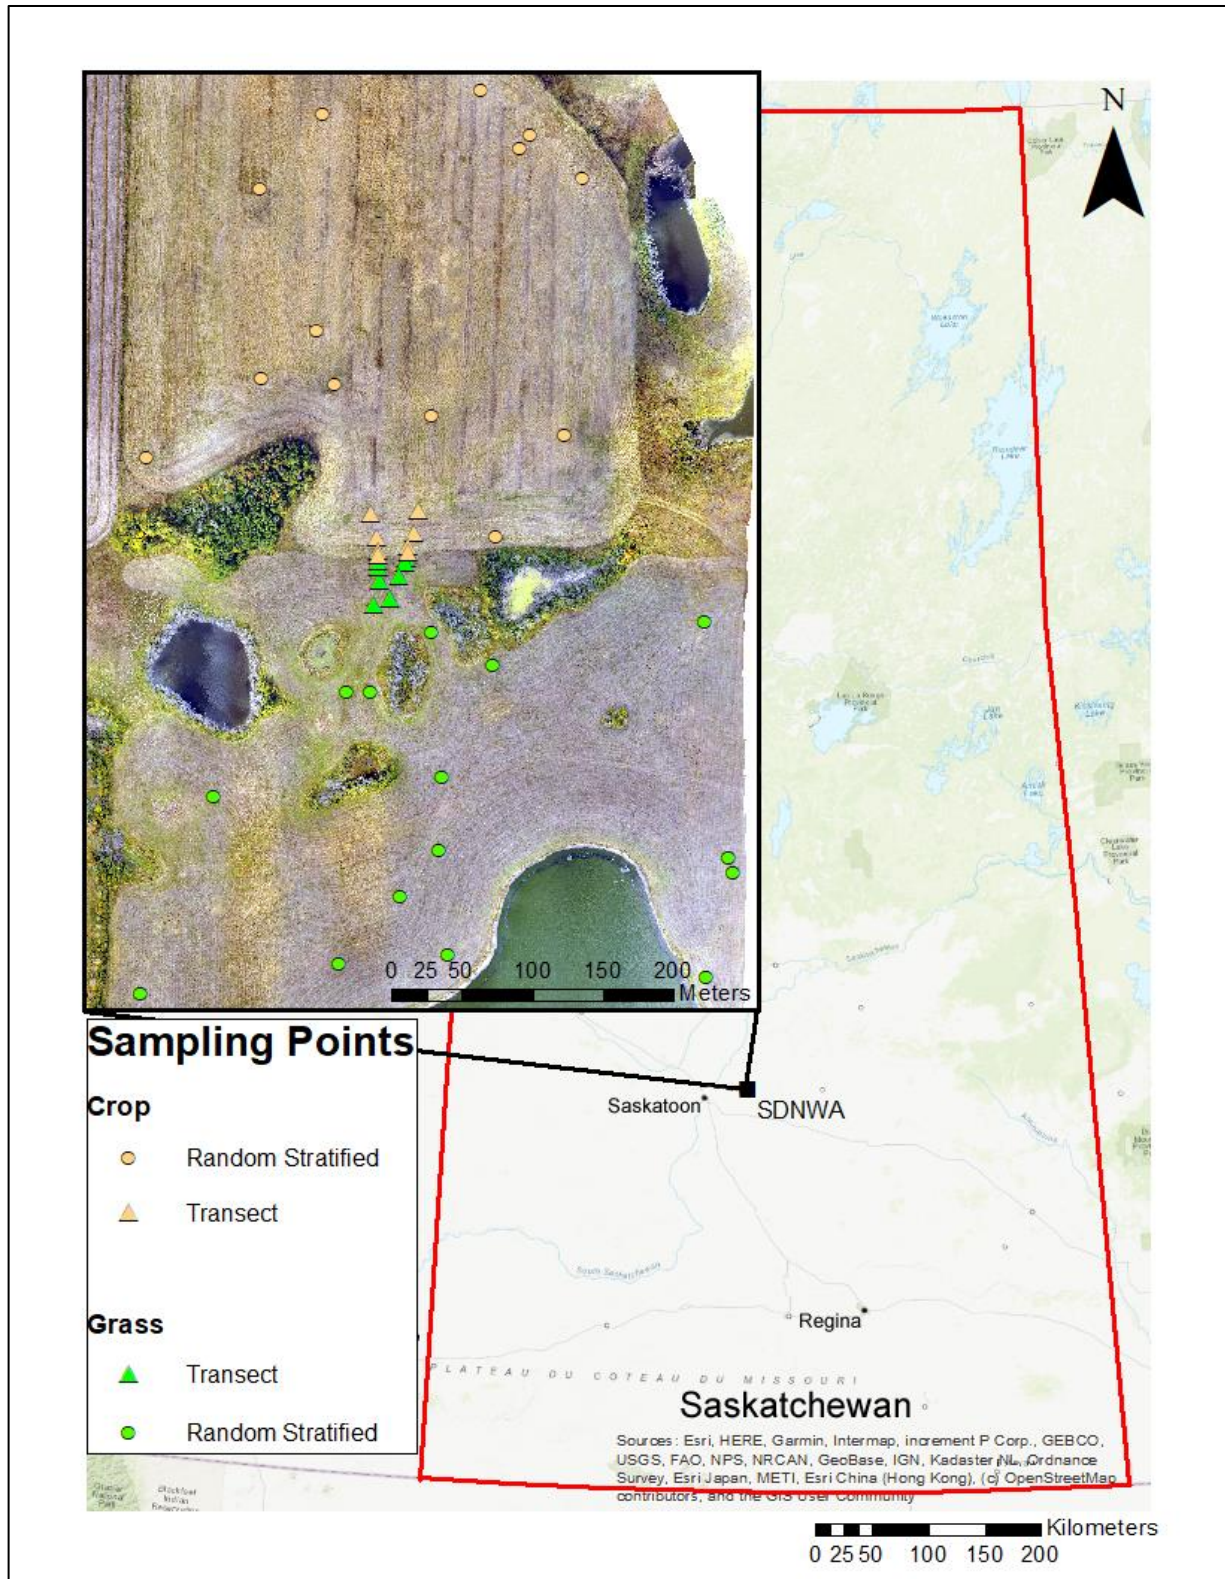 N
0 25 50 100 150 200
Meters
Sampling Points
Crop
Random Stratified
Transect
Grass
Transect
Random Stratified
Saskatoon
SDNWA
South Saskatchewan
Regina
PLATEAU DU COTEAU DU MISSOURI
Saskatchewan
Sources: Esri, HERE, Garmin, Intermap, increment P Corp., GEBCO,
USGS, FAO, NPS, NRCAN, GeoBase, IGN, Kadaster NL, Ordnance
Survey, Esri Japan, METI, Esri China (Hong Kong), (c) OpenStreetMap
contributors, and the GIS User Community
Kilometers
0 25 50 100 150 200